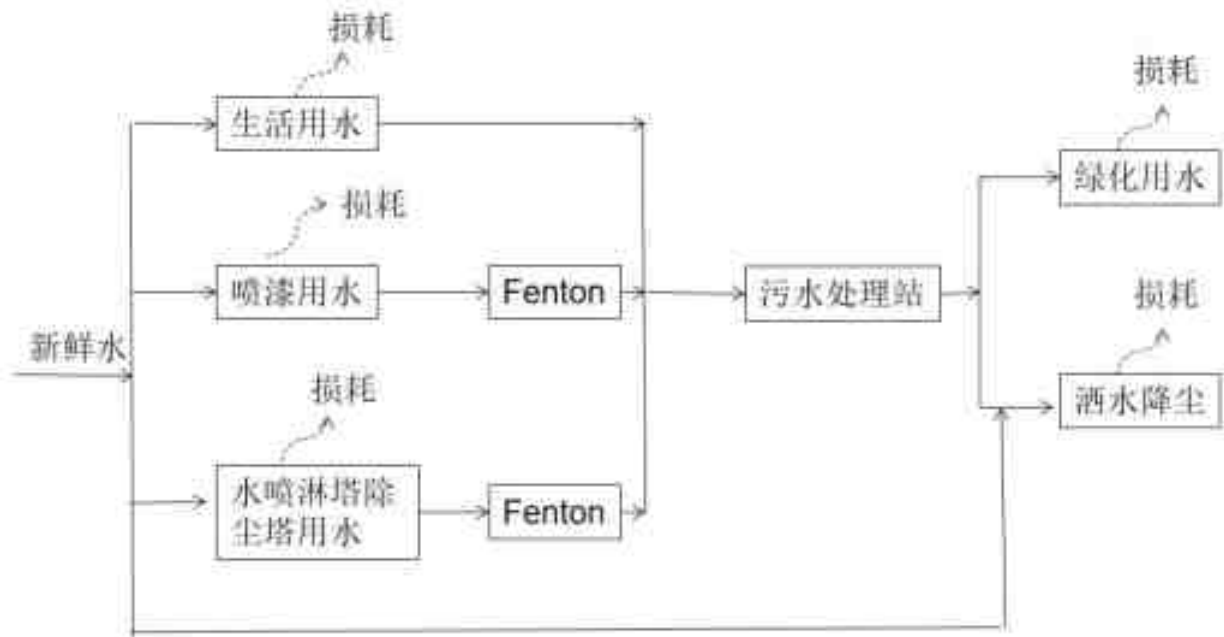 损耗
生活用水
损耗
喷漆用水
Fenton
新鲜水
损耗
水喷淋塔除
尘塔用水
Fenton
污水处理站
损耗
绿化用水
损耗
洒水降尘